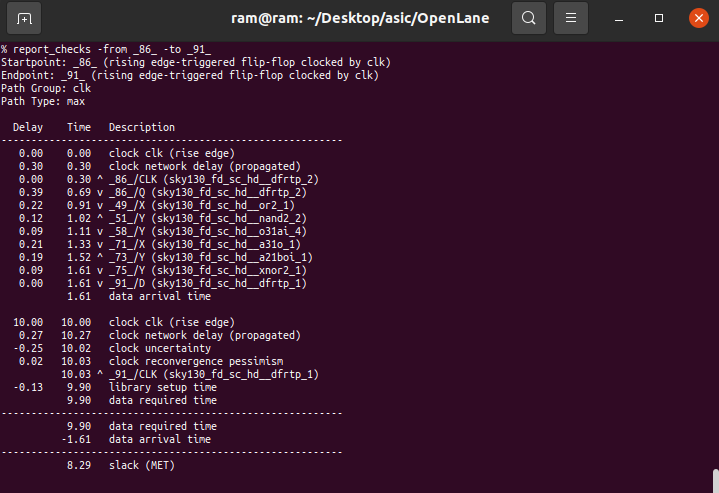 ram@ram: ~/Desktop/asic/OpenLane
% report_checks -from _86_ -to _91_
Startpoint: _86_ (rising edge-triggered flip-flop clocked by clk)
Endpoint: _91_ (rising edge-triggered flip-flop clocked by clk)
Path Group: clk
Path Type: max
  Delay    Time   Description
-----------------------------------------------------------
   0.00    0.00   clock clk (rise edge)
   0.30    0.30   clock network delay (propagated)
   0.00    0.30 ^ _86_/CLK (sky130_fd_sc_hd__dfrtp_2)
   0.39    0.69 v _86_/Q (sky130_fd_sc_hd__dfrtp_2)
   0.22    0.91 v _49_/X (sky130_fd_sc_hd__or2_1)
   0.12    1.02 ^ _51_/Y (sky130_fd_sc_hd__nand2_2)
   0.09    1.11 v _58_/Y (sky130_fd_sc_hd__o31ai_4)
   0.21    1.33 v _71_/X (sky130_fd_sc_hd__a31o_1)
   0.19    1.52 ^ _73_/Y (sky130_fd_sc_hd__a21boi_1)
   0.09    1.61 v _75_/Y (sky130_fd_sc_hd__xnor2_1)
   0.00    1.61 v _91_/D (sky130_fd_sc_hd__dfrtp_1)
           1.61   data arrival time
  10.00   10.00   clock clk (rise edge)
   0.27   10.27   clock network delay (propagated)
  -0.25   10.02   clock uncertainty
   0.02   10.03   clock reconvergence pessimism
          10.03 ^ _91_/CLK (sky130_fd_sc_hd__dfrtp_1)
  -0.13    9.90   library setup time
           9.90   data required time
-----------------------------------------------------------
           9.90   data required time
          -1.61   data arrival time
-----------------------------------------------------------
           8.29   slack (MET)